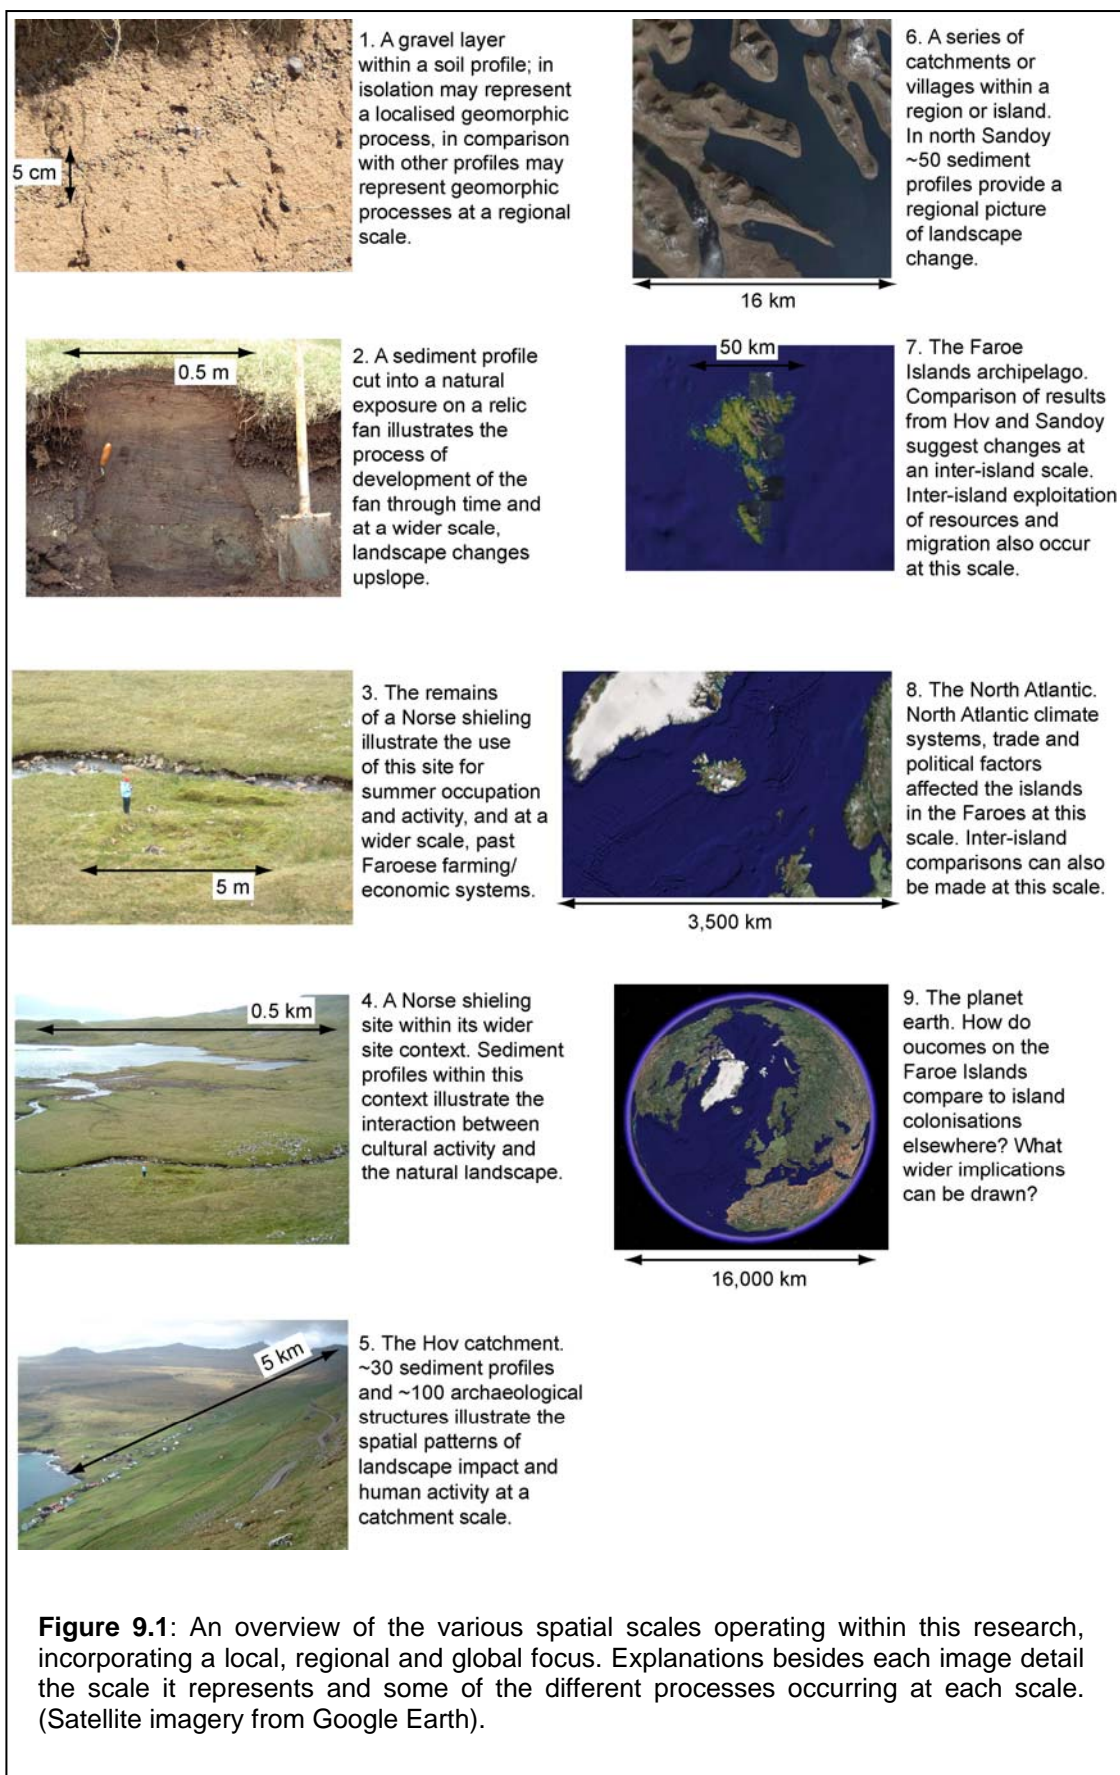 1. A gravel layer
within a soil profile; in
isolation may represent
a localised geomorphic
process, in comparison
with other profiles may
represent geomorphic
processes at a regional
scale.
5 cm
2. A sediment profile
cut into a natural
exposure on a relic
fan illustrates the
process of
development of the
fan through time and
at a wider scale,
landscape changes
upslope.
0.5 m
3. The remains
of a Norse shieling
illustrate the use
of this site for
summer occupation
and activity, and at a
wider scale, past
Faroese farming/
economic systems.
5 m
4. A Norse shieling
site within its wider
site context. Sediment
profiles within this
context illustrate the
interaction between
cultural activity and
the natural landscape.
0.5 km
5. The Hov catchment.
~30 sediment profiles
and ~100 archaeological
structures illustrate the
spatial patterns of
landscape impact and
human activity at a
catchment scale.
5 km
6. A series of
catchments or
villages within a
region or island.
In north Sandoy
~50 sediment
profiles provide a
regional picture
of landscape
change.
16 km
7. The Faroe
Islands archipelago.
Comparison of results
from Hov and Sandoy
suggest changes at
an inter-island scale.
Inter-island exploitation
of resources and
migration also occur
at this scale.
50 km
8. The North Atlantic.
North Atlantic climate
systems, trade and
political factors
affected the islands
in the Faroes at this
scale. Inter-island
comparisons can also
be made at this scale.
3,500 km
9. The planet
earth. How do
oucomes on the
Faroe Islands
compare to island
colonisations
elsewhere? What
wider implications
can be drawn?
16,000 km
Figure 9.1: An overview of the various spatial scales operating within this research,
incorporating a local, regional and global focus. Explanations besides each image detail
the scale it represents and some of the different processes occurring at each scale.
(Satellite imagery from Google Earth).